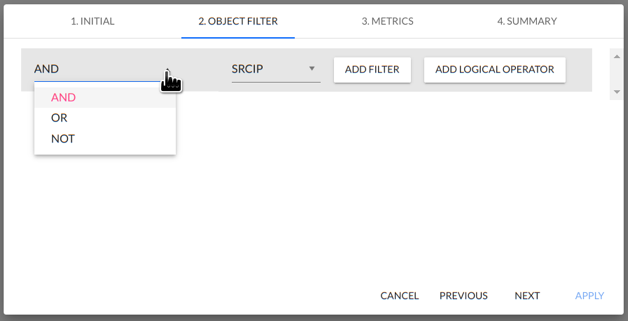 1. INITIAL 2. OBJECT FILTER 3. METRICS 4. SUMMARY
AND SRCIP ADD FILTER ADD LOGICAL OPERATOR
AND
OR
NOT
CANCEL PREVIOUS NEXT APPLY